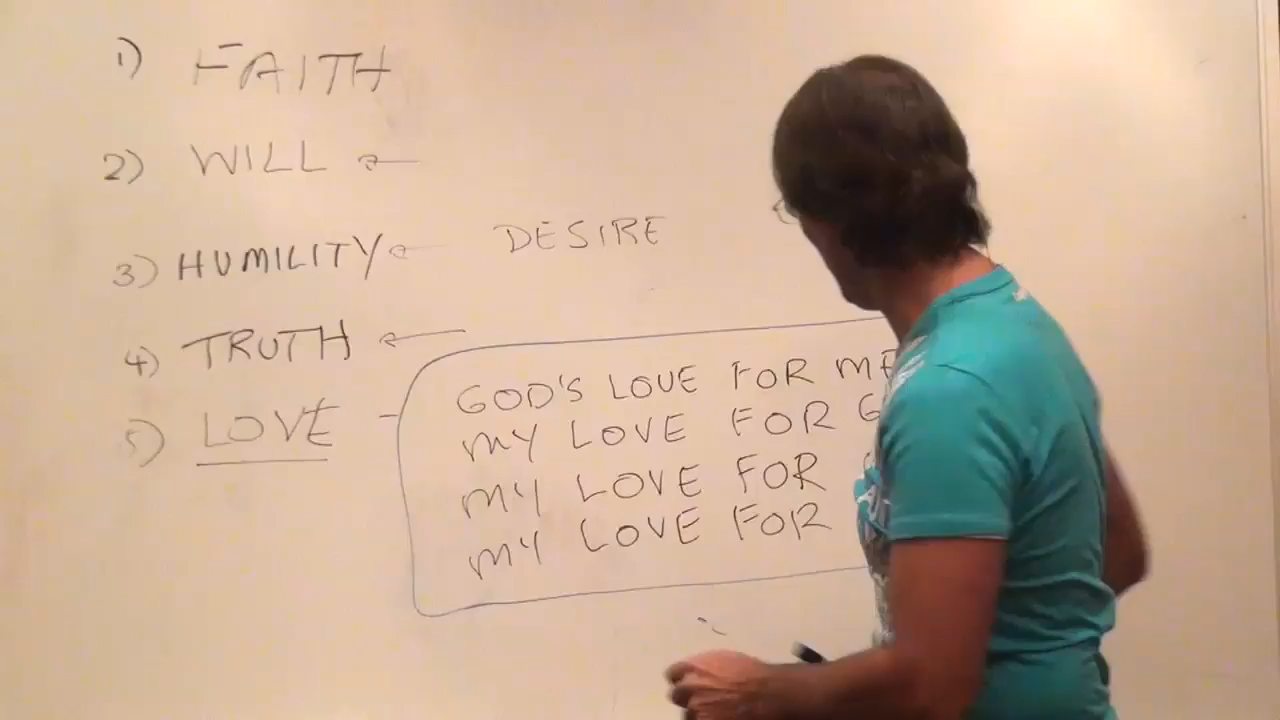 1) FAITH
2) WILL
3) HUMILITY
DESIRE
4) TRUTH
5) LOVE
GOD'S LOVE FOR ME
MY LOVE FOR
MY LOVE FOR
MY LOVE FOR